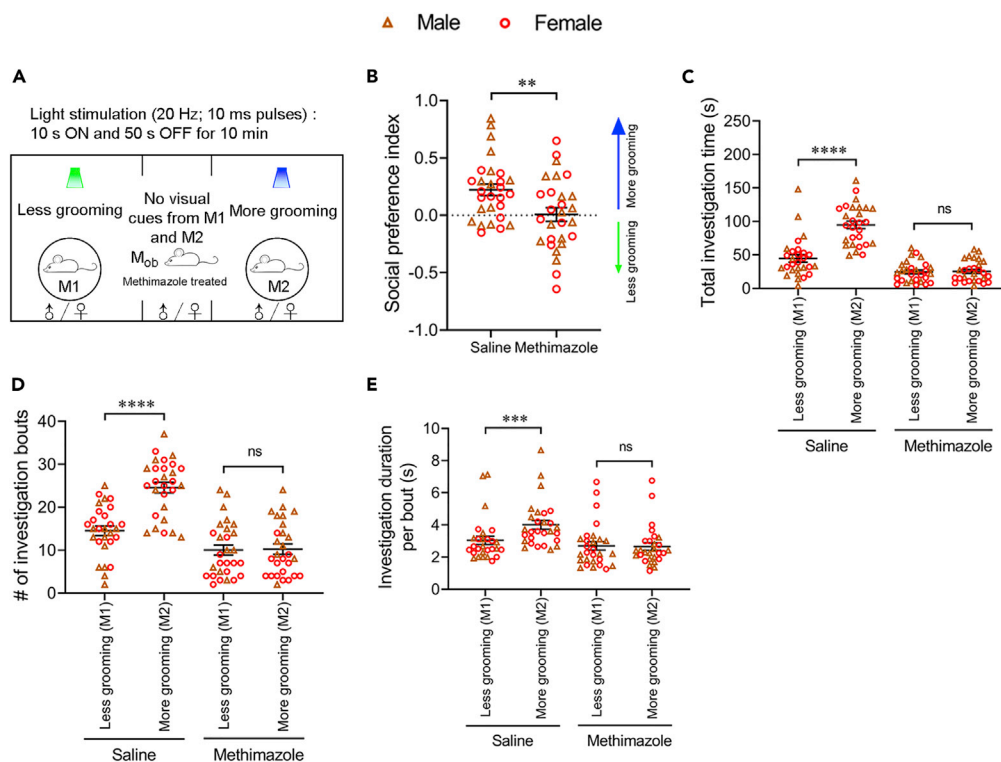 Male Female
A
Light stimulation (20 Hz; 10 ms pulses) :
10 s ON and 50 s OFF for 10 min
Less grooming
No visual
cues from M1
and M2
More grooming
M1
Mob
Methimazole treated
M2
♂ / ♀ ♂ / ♀ ♂ / ♀
B
**
Social preference index
1.0
0.5
0.0
-0.5
-1.0
Saline Methimazole
More grooming
Less grooming
C
Total investigation time (s)
250
200
150
100
50
0
****
ns
Less grooming (M1)
More grooming (M2)
Less grooming (M1)
More grooming (M2)
Saline Methimazole
D
# of investigation bouts
40
30
20
10
0
****
ns
Less grooming (M1)
More grooming (M2)
Less grooming (M1)
More grooming (M2)
Saline Methimazole
E
Investigation duration
per bout (s)
10
8
6
4
2
0
***
ns
Less grooming (M1)
More grooming (M2)
Less grooming (M1)
More grooming (M2)
Saline Methimazole